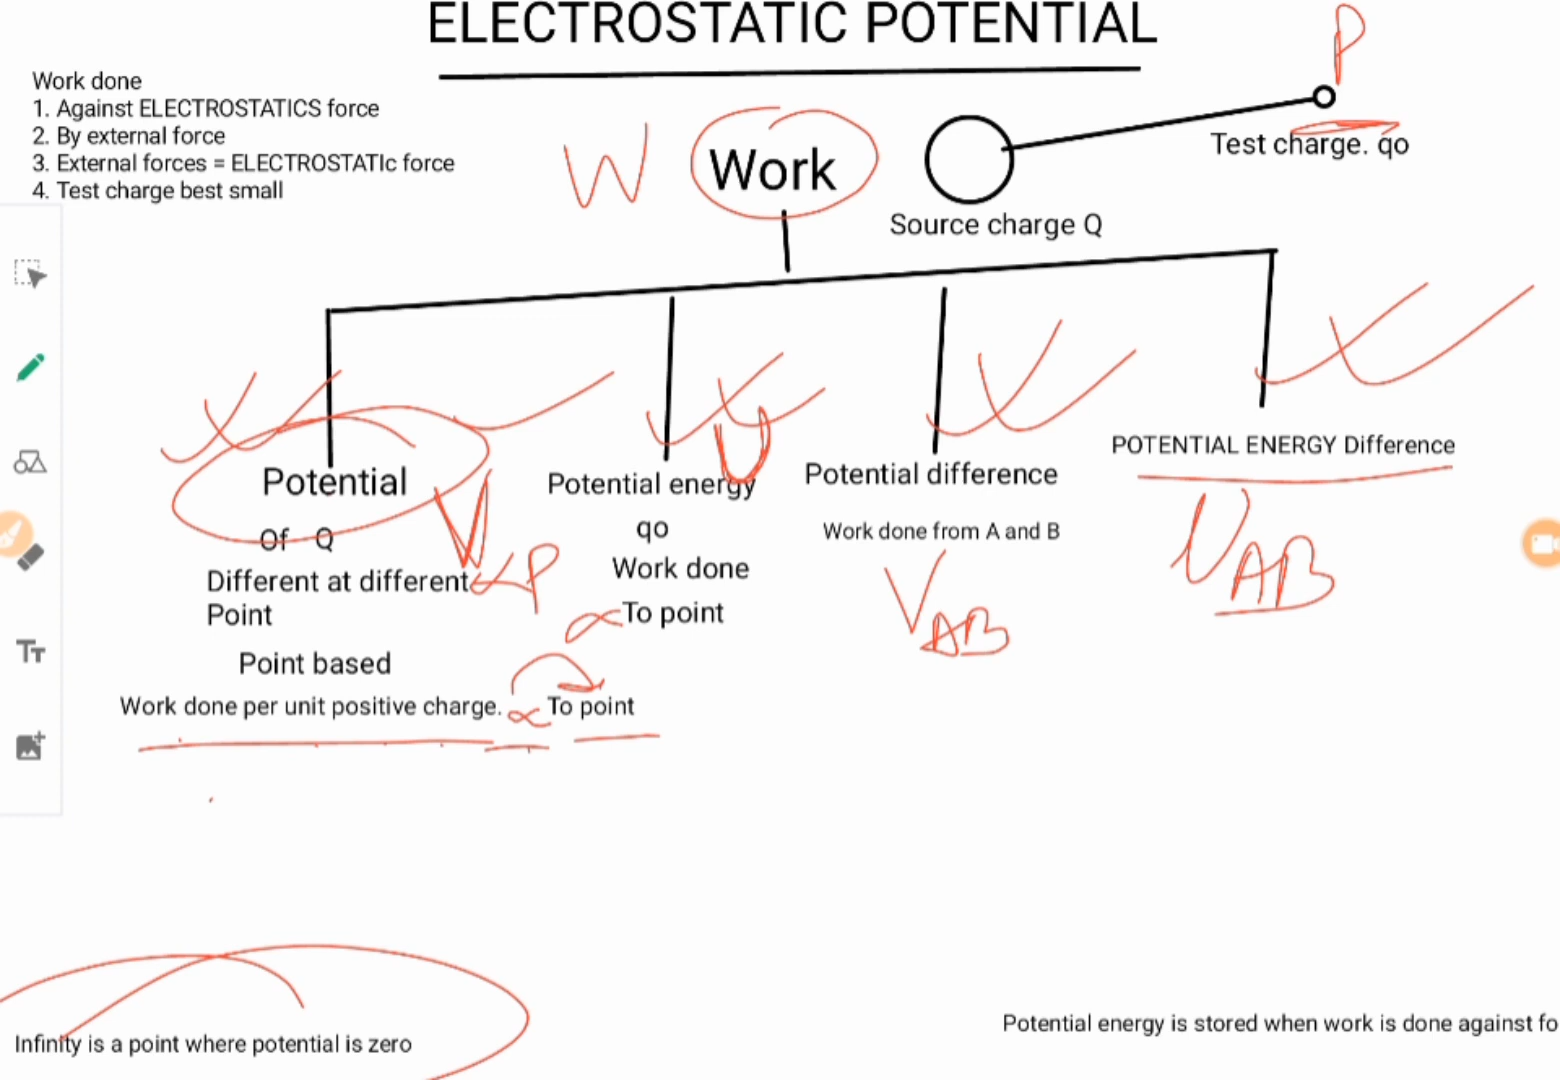 ELECTROSTATIC POTENTIAL
Work done
1. Against ELECTROSTATICS force
2. By external force
3. External forces = ELECTROSTATIc force
4. Test charge best small
P
W
Work
Test charge. qo
Source charge Q
Potential
Of Q
Different at different
Point
Point based
Work done per unit positive charge. ∝ To point
V
∝P
U
Potential energy
qo
Work done
∝ To point
Potential difference
Work done from A and B
VAB
POTENTIAL ENERGY Difference
UAB
Infinity is a point where potential is zero
Potential energy is stored when work is done against fo
Tт